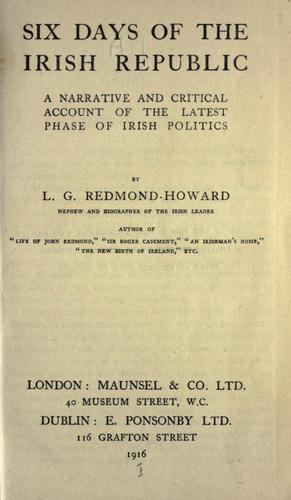 SIX DAYS OF THE
IRISH REPUBLIC
A NARRATIVE AND CRITICAL
ACCOUNT OF THE LATEST
PHASE OF IRISH POLITICS
BY
L. G. REDMOND-HOWARD
NEPHEW AND BIOGRAPHER OF THE IRISH LEADER
AUTHOR OF
"LIFE OF JOHN REDMOND," "SIR ROGER CASEMENT," "AN IRISHMAN'S HOME,"
"THE NEW BIRTH OF IRELAND," ETC.
LONDON: MAUNSEL & CO. LTD.
40 MUSEUM STREET, W.C.
DUBLIN: E. PONSONBY LTD.
116 GRAFTON STREET
1916